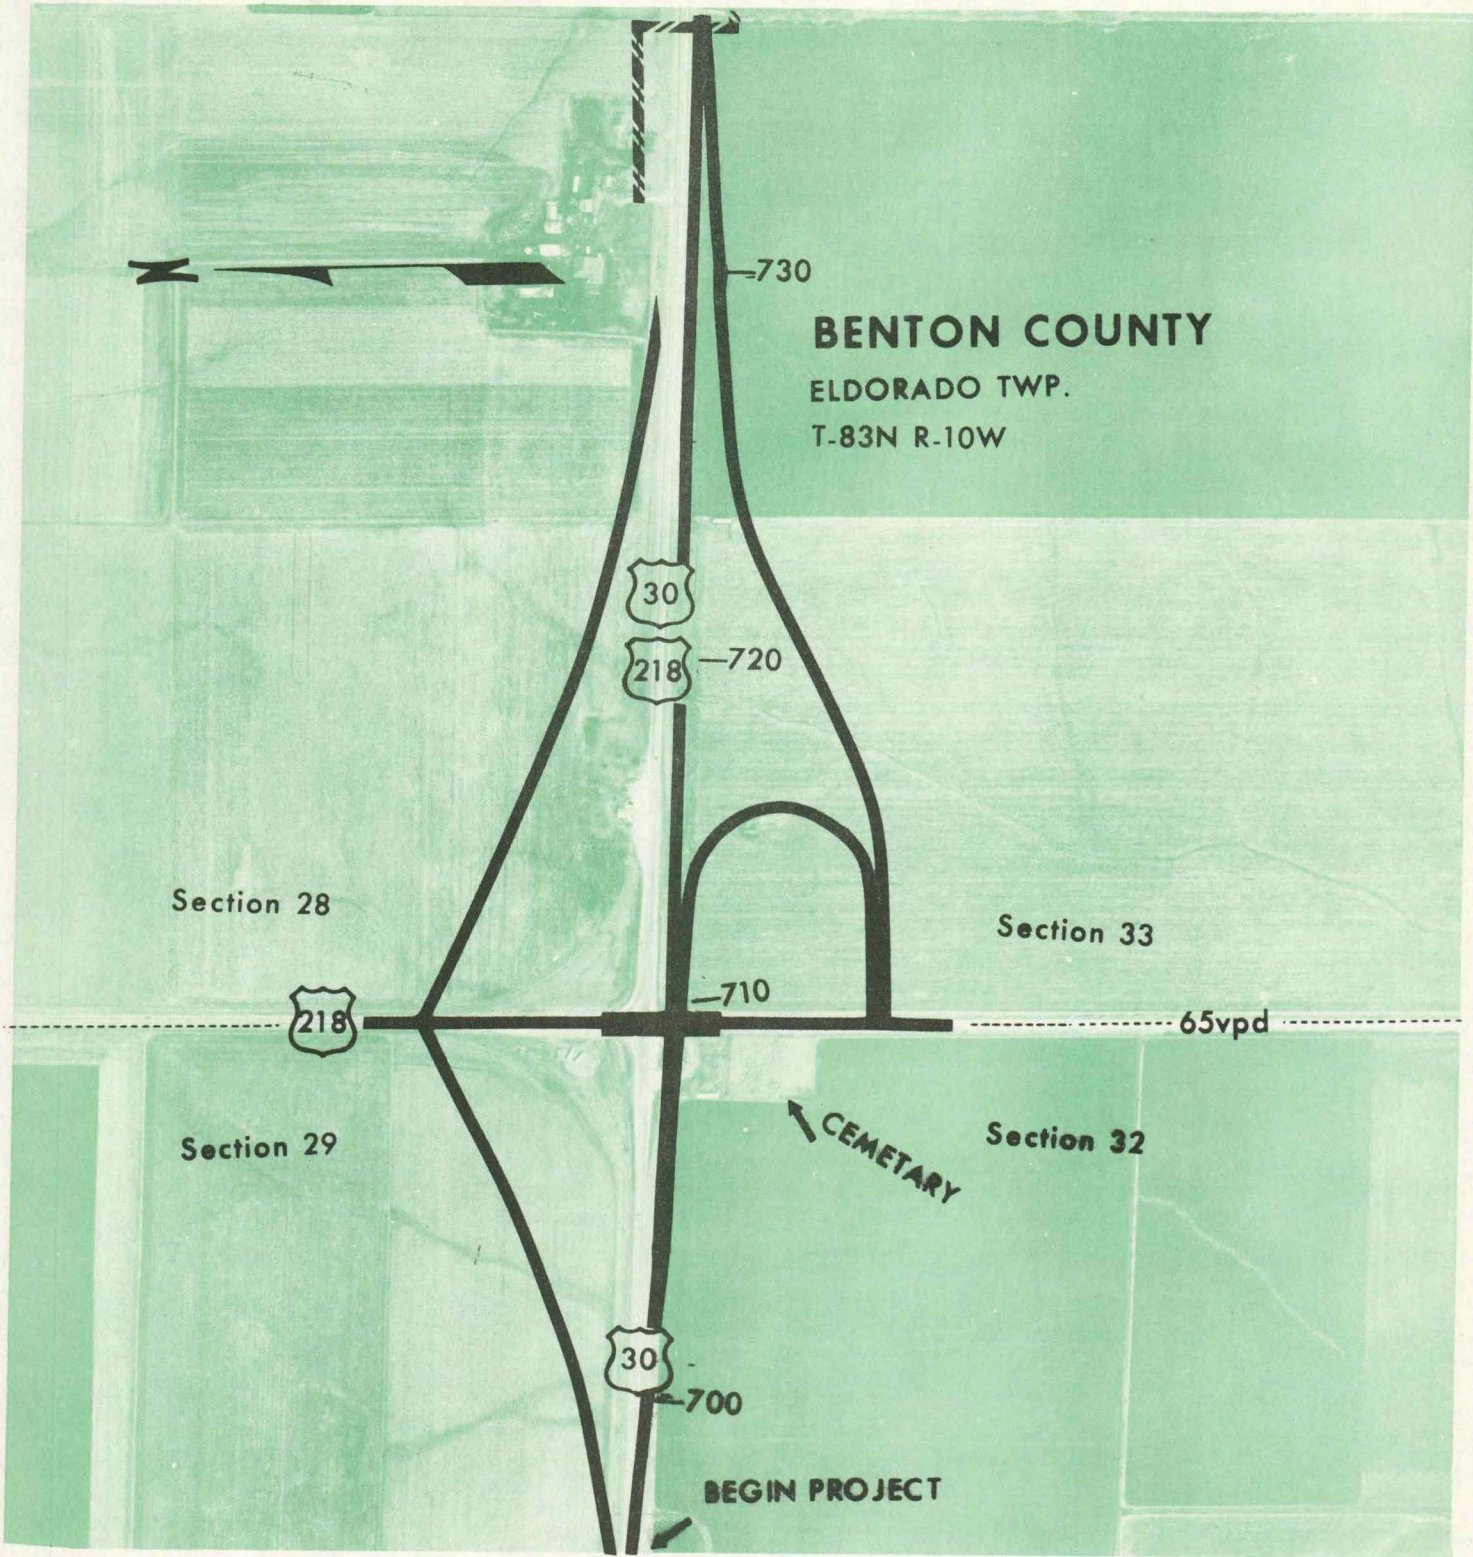 N
730
BENTON COUNTY
ELDORADO TWP.
T-83N R-10W
30
218
720
Section 28
Section 33
710
218
65vpd
CEMETARY
Section 29
Section 32
30
700
BEGIN PROJECT